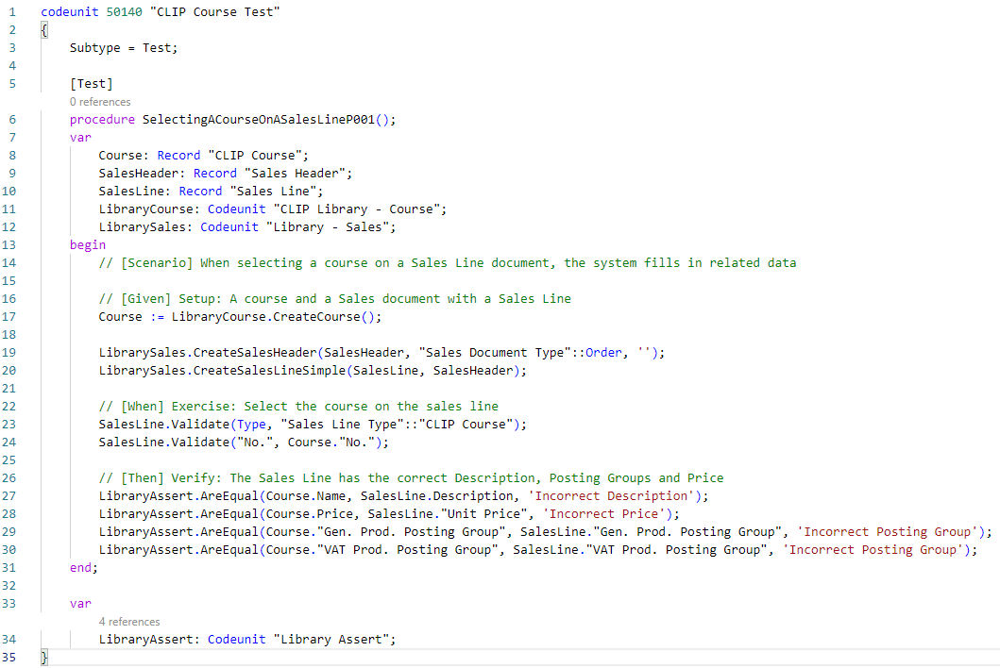 1 codeunit 50140 "CLIP Course Test"
2 {
3 Subtype = Test;
4
5 [Test]
0 references
6 procedure SelectingACourseOnASalesLineP001();
7 var
8 Course: Record "CLIP Course";
9 SalesHeader: Record "Sales Header";
10 SalesLine: Record "Sales Line";
11 LibraryCourse: Codeunit "CLIP Library - Course";
12 LibrarySales: Codeunit "Library - Sales";
13 begin
14 // [Scenario] When selecting a course on a Sales Line document, the system fills in related data
15
16 // [Given] Setup: A course and a Sales document with a Sales Line
17 Course := LibraryCourse.CreateCourse();
18
19 LibrarySales.CreateSalesHeader(SalesHeader, "Sales Document Type"::Order, '');
20 LibrarySales.CreateSalesLineSimple(SalesLine, SalesHeader);
21
22 // [When] Exercise: Select the course on the sales line
23 SalesLine.Validate(Type, "Sales Line Type"::"CLIP Course");
24 SalesLine.Validate("No.", Course."No.");
25
26 // [Then] Verify: The Sales Line has the correct Description, Posting Groups and Price
27 LibraryAssert.AreEqual(Course.Name, SalesLine.Description, 'Incorrect Description');
28 LibraryAssert.AreEqual(Course.Price, SalesLine."Unit Price", 'Incorrect Price');
29 LibraryAssert.AreEqual(Course."Gen. Prod. Posting Group", SalesLine."Gen. Prod. Posting Group", 'Incorrect Posting Group');
30 LibraryAssert.AreEqual(Course."VAT Prod. Posting Group", SalesLine."VAT Prod. Posting Group", 'Incorrect Posting Group');
31 end;
32
33 var
4 references
34 LibraryAssert: Codeunit "Library Assert";
35 }